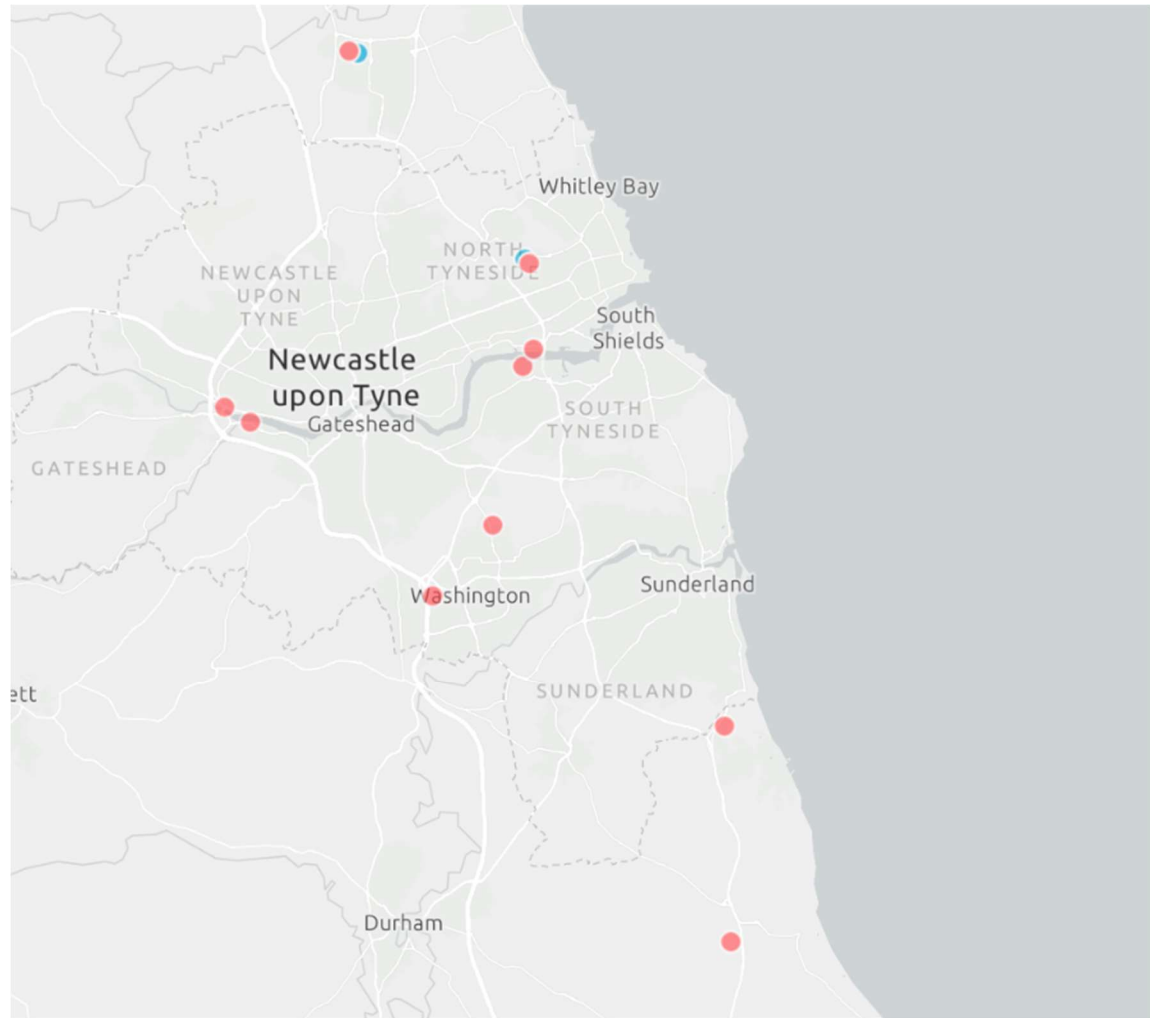 Whitley Bay
NORTH
TYNESIDE
NEWCASTLE
UPON
TYNE
South
Shields
Newcastle
upon Tyne
Gateshead
SOUTH
TYNESIDE
GATESHEAD
Sunderland
Washington
SUNDERLAND
ett
Durham